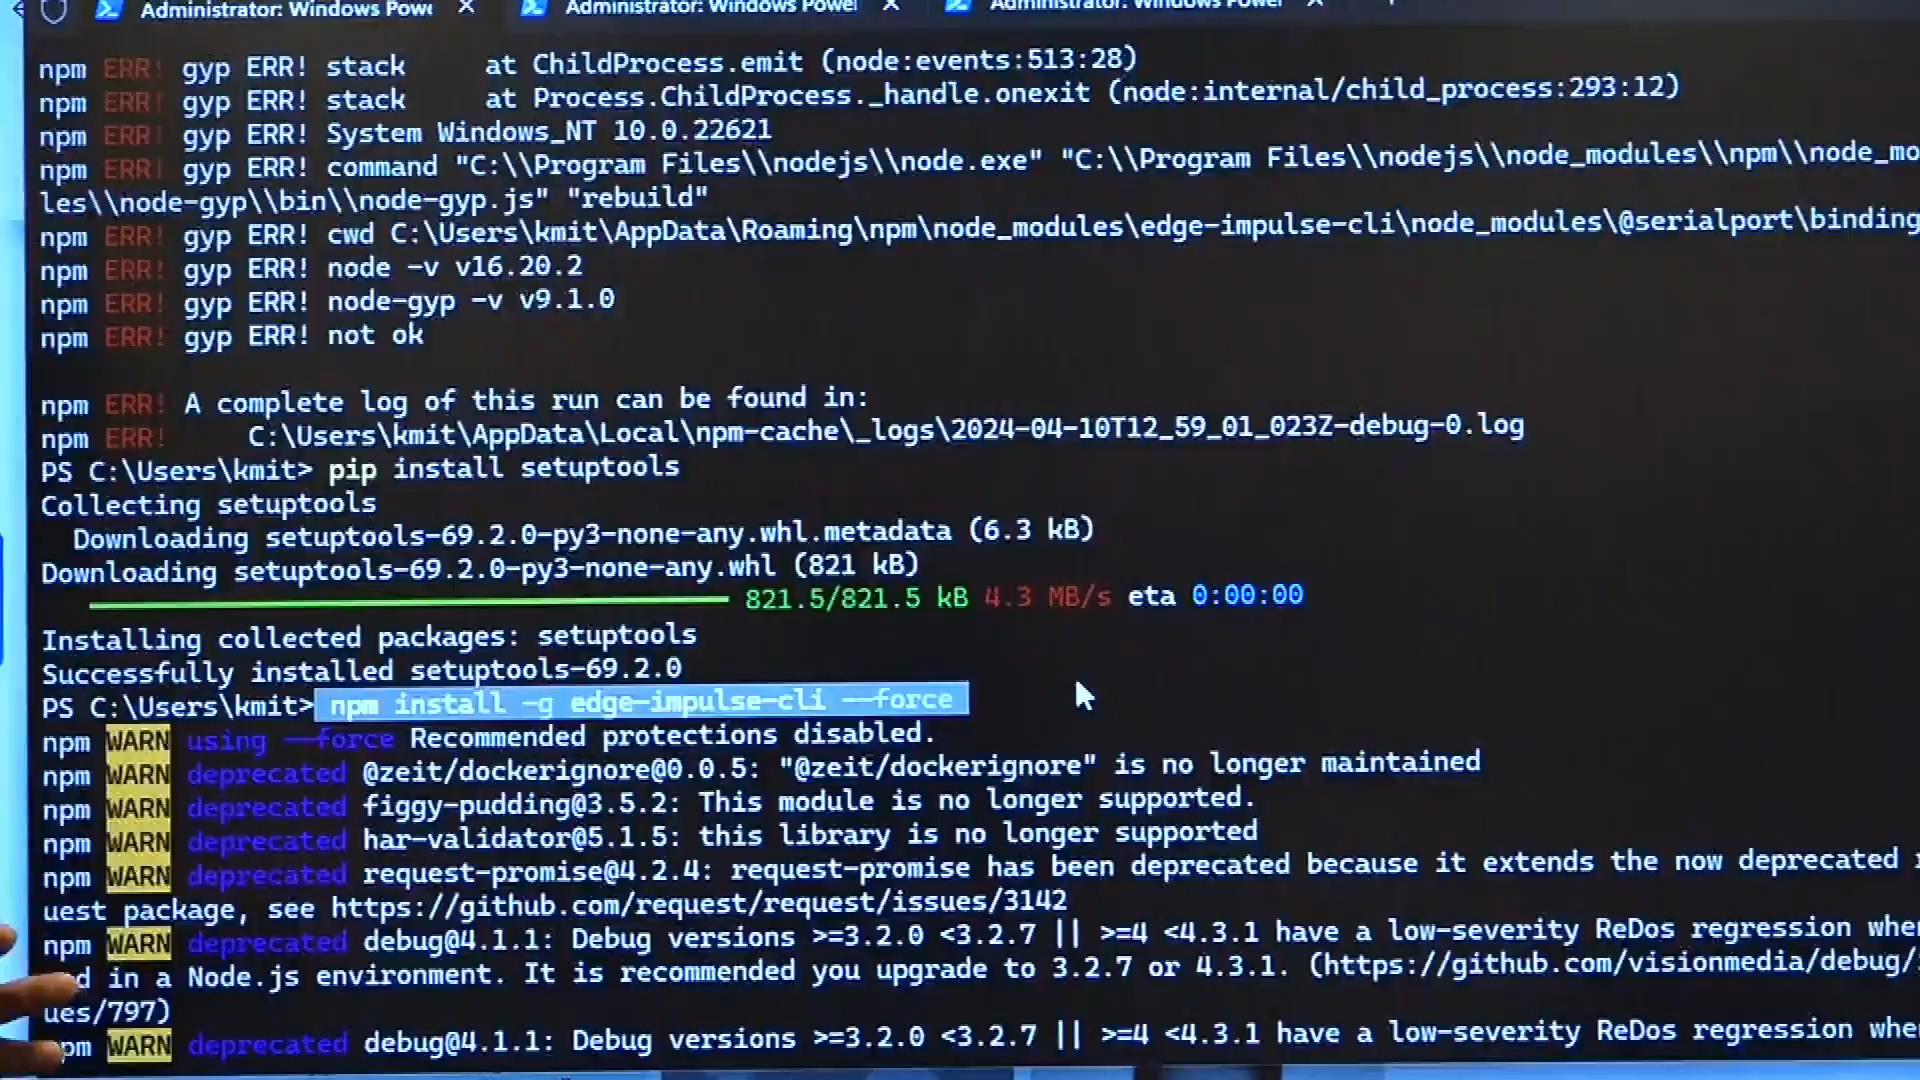 Administrator: Windows Powe Administrator: Windows Powe Administrator: Windows Power
npm ERR! gyp ERR! stack     at ChildProcess.emit (node:events:513:28)
npm ERR! gyp ERR! stack     at Process.ChildProcess._handle.onexit (node:internal/child_process:293:12)
npm ERR! gyp ERR! System Windows_NT 10.0.22621
npm ERR! gyp ERR! command "C:\\Program Files\\nodejs\\node.exe" "C:\\Program Files\\nodejs\\node_modules\\npm\\node_mo
les\\node-gyp\\bin\\node-gyp.js" "rebuild"
npm ERR! gyp ERR! cwd C:\Users\kmit\AppData\Roaming\npm\node_modules\edge-impulse-cli\node_modules\@serialport\binding
npm ERR! gyp ERR! node -v v16.20.2
npm ERR! gyp ERR! node-gyp -v v9.1.0
npm ERR! gyp ERR! not ok
npm ERR! A complete log of this run can be found in:
npm ERR!     C:\Users\kmit\AppData\Local\npm-cache\_logs\2024-04-10T12_59_01_023Z-debug-0.log
PS C:\Users\kmit> pip install setuptools
Collecting setuptools
  Downloading setuptools-69.2.0-py3-none-any.whl.metadata (6.3 kB)
Downloading setuptools-69.2.0-py3-none-any.whl (821 kB)
821.5/821.5 kB 4.3 MB/s eta 0:00:00
Installing collected packages: setuptools
Successfully installed setuptools-69.2.0
PS C:\Users\kmit> npm install -g edge-impulse-cli --force
npm WARN using --force Recommended protections disabled.
npm WARN deprecated @zeit/dockerignore@0.0.5: "@zeit/dockerignore" is no longer maintained
npm WARN deprecated figgy-pudding@3.5.2: This module is no longer supported.
npm WARN deprecated har-validator@5.1.5: this library is no longer supported
npm WARN deprecated request-promise@4.2.4: request-promise has been deprecated because it extends the now deprecated
uest package, see https://github.com/request/request/issues/3142
npm WARN deprecated debug@4.1.1: Debug versions >=3.2.0 <3.2.7 || >=4 <4.3.1 have a low-severity ReDos regression whe
d in a Node.js environment. It is recommended you upgrade to 3.2.7 or 4.3.1. (https://github.com/visionmedia/debug/
ues/797)
npm WARN deprecated debug@4.1.1: Debug versions >=3.2.0 <3.2.7 || >=4 <4.3.1 have a low-severity ReDos regression whe